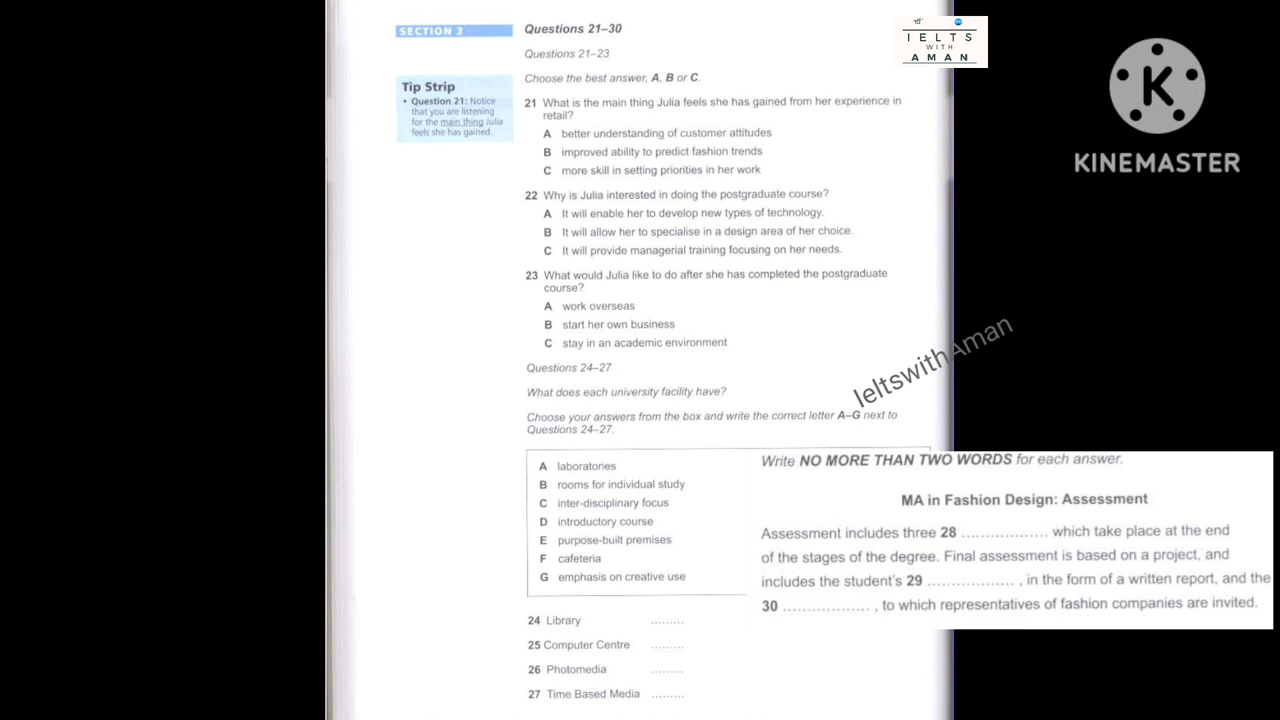 SECTION 3
Questions 21–30
Questions 21–23
Choose the best answer, A, B or C.
Tip Strip
• Question 21: Notice
that you are listening
for the main thing Julia
feels she has gained.
21 What is the main thing Julia feels she has gained from her experience in
retail?
A better understanding of customer attitudes
B improved ability to predict fashion trends
C more skill in setting priorities in her work
22 Why is Julia interested in doing the postgraduate course?
A It will enable her to develop new types of technology.
B It will allow her to specialise in a design area of her choice.
C It will provide managerial training focusing on her needs.
23 What would Julia like to do after she has completed the postgraduate
course?
A work overseas
B start her own business
C stay in an academic environment
Questions 24–27
What does each university facility have?
Choose your answers from the box and write the correct letter A–G next to
Questions 24–27.
A laboratories
B rooms for individual study
C inter-disciplinary focus
D introductory course
E purpose-built premises
F cafeteria
G emphasis on creative use
24 Library .........
25 Computer Centre .........
26 Photomedia .........
27 Time Based Media .........
Write NO MORE THAN TWO WORDS for each answer.
MA in Fashion Design: Assessment
Assessment includes three 28 .................. which take place at the end
of the stages of the degree. Final assessment is based on a project, and
includes the student's 29 .................. , in the form of a written report, and the
30 .................. , to which representatives of fashion companies are invited.
IELTS
WITH
AMAN
K
KINEMASTER
IeltswithAman